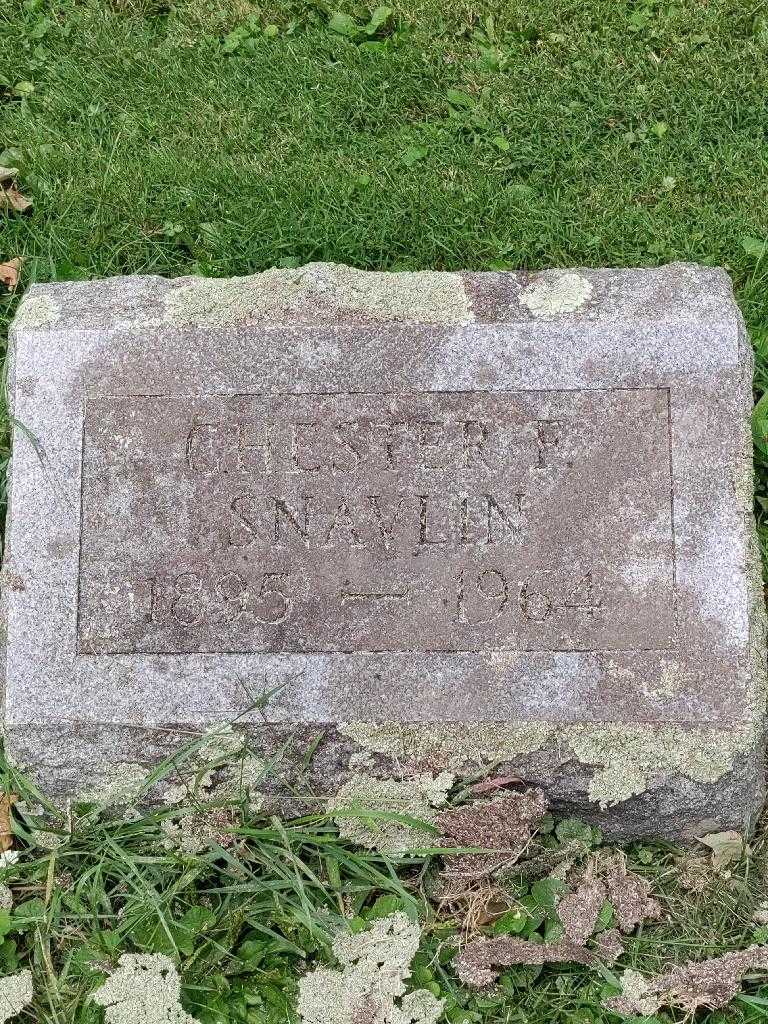 CHESTER F.
SNAVLIN
1895 — 1964